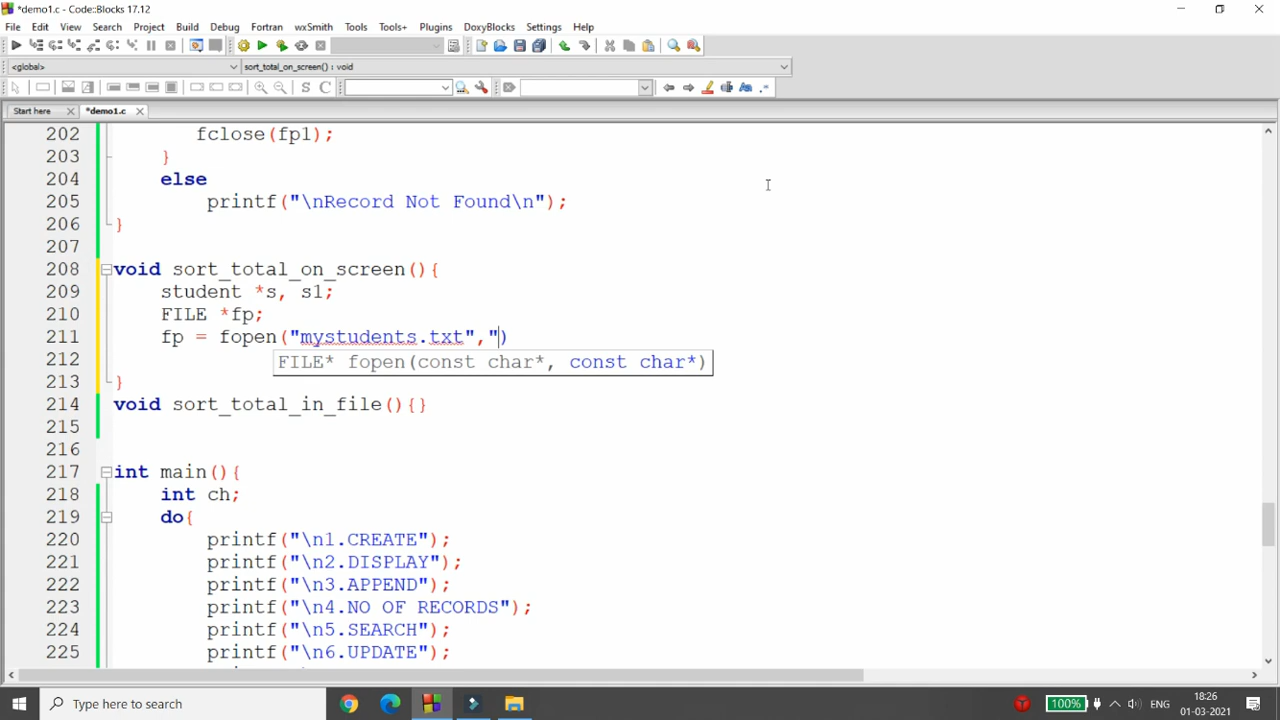 *demo1.c - Code::Blocks 17.12
File Edit View Search Project Build Debug Fortran wxSmith Tools Tools+ Plugins DoxyBlocks Settings Help
<global> sort_total_on_screen() : void
S C
Start here *demo1.c
202 fclose(fp1);
203 }
204 else
205 printf("\nRecord Not Found\n");
206 }
207
208 void sort_total_on_screen(){
209 student *s, s1;
210 FILE *fp;
211 fp = fopen("mystudents.txt",")
212 FILE* fopen(const char*, const char*)
213 }
214 void sort_total_in_file(){}
215
216
217 int main(){
218 int ch;
219 do{
220 printf("\n1.CREATE");
221 printf("\n2.DISPLAY");
222 printf("\n3.APPEND");
223 printf("\n4.NO OF RECORDS");
224 printf("\n5.SEARCH");
225 printf("\n6.UPDATE");
Type here to search 100% ENG 18:26
01-03-2021